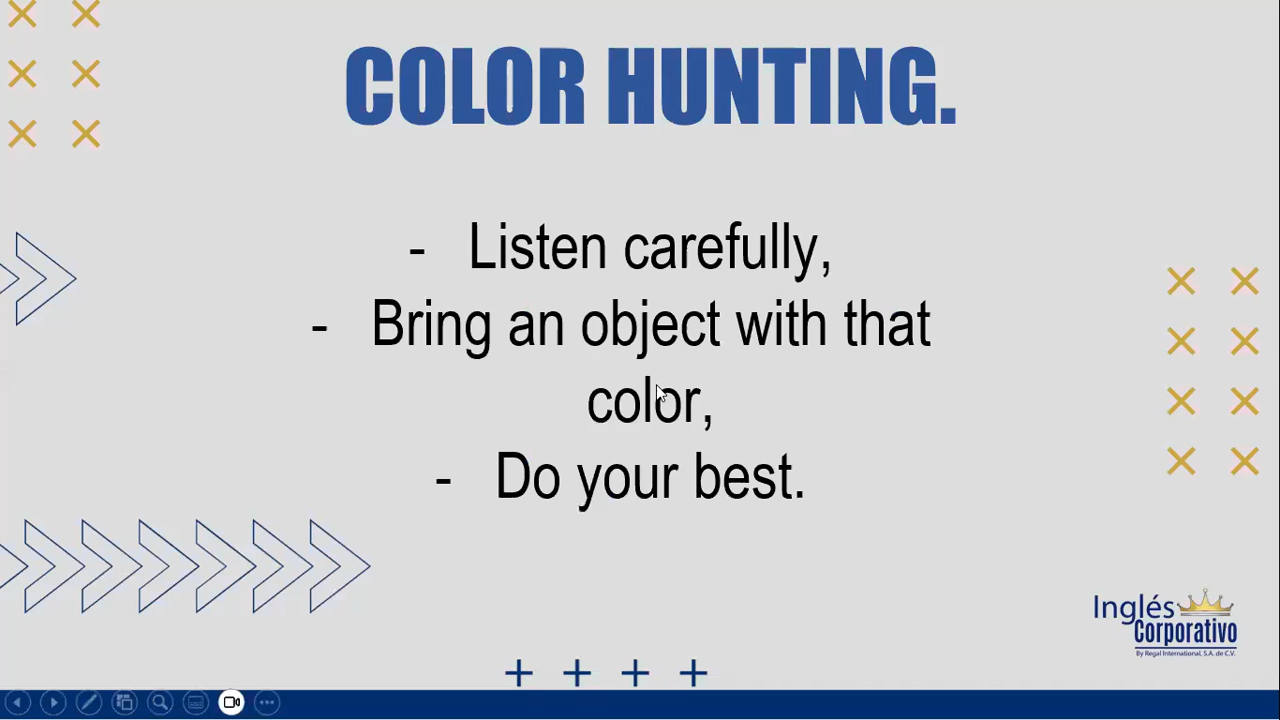 COLOR HUNTING.
- Listen carefully,
- Bring an object with that
color,
- Do your best.
Inglés
Corporativo
By Regal International, S.A. de C.V.